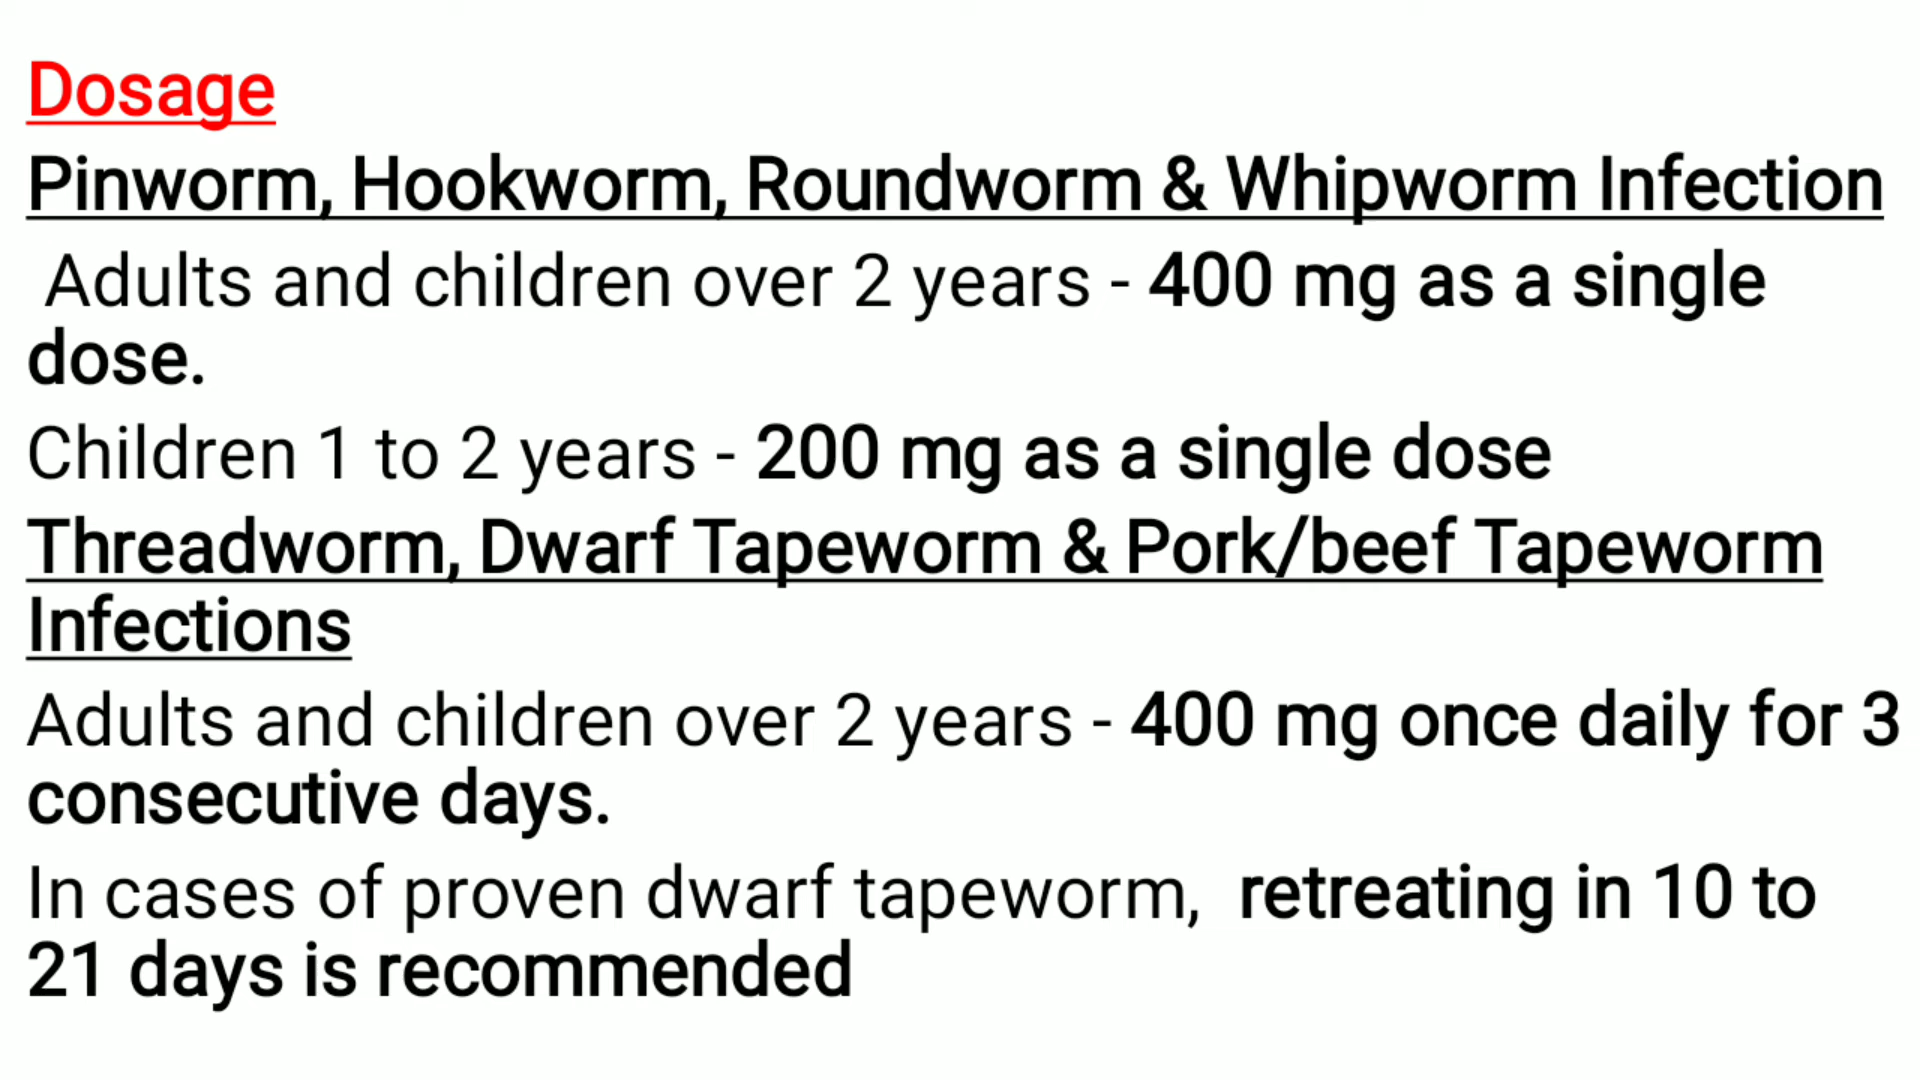 Dosage
Pinworm, Hookworm, Roundworm & Whipworm Infection
Adults and children over 2 years - 400 mg as a single
dose.
Children 1 to 2 years - 200 mg as a single dose
Threadworm, Dwarf Tapeworm & Pork/beef Tapeworm
Infections
Adults and children over 2 years - 400 mg once daily for 3
consecutive days.
In cases of proven dwarf tapeworm, retreating in 10 to
21 days is recommended